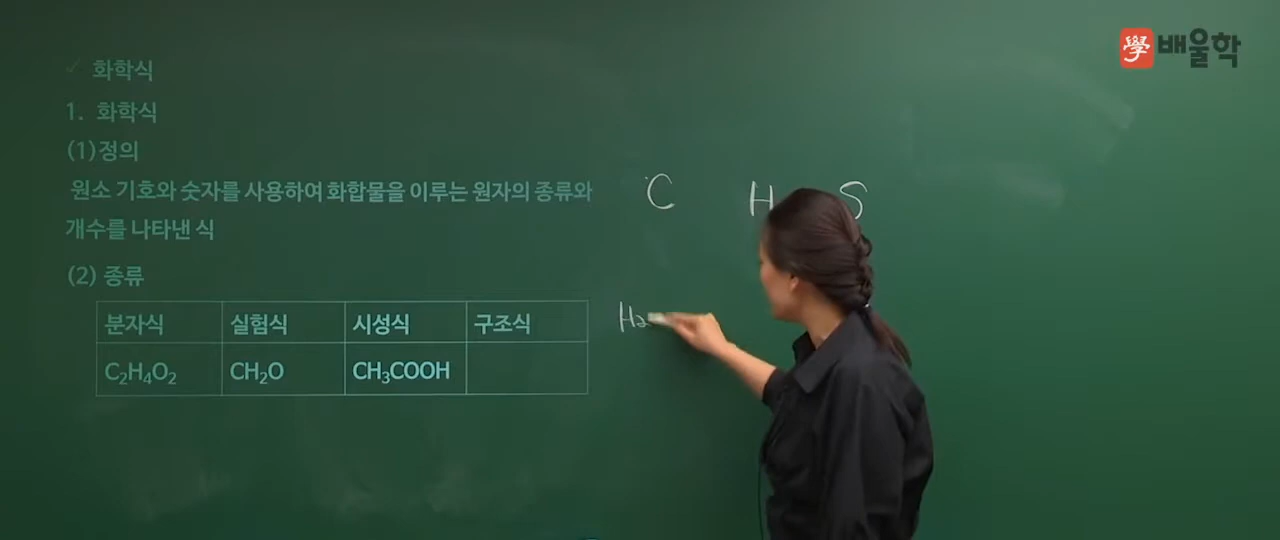 學 배울학
✓ 화학식
1. 화학식
(1)정의
원소 기호와 숫자를 사용하여 화합물을 이루는 원자의 종류와
개수를 나타낸 식
(2) 종류
분자식 실험식 시성식 구조식
C₂H₄O₂ CH₂O CH₃COOH
C H S
H₂